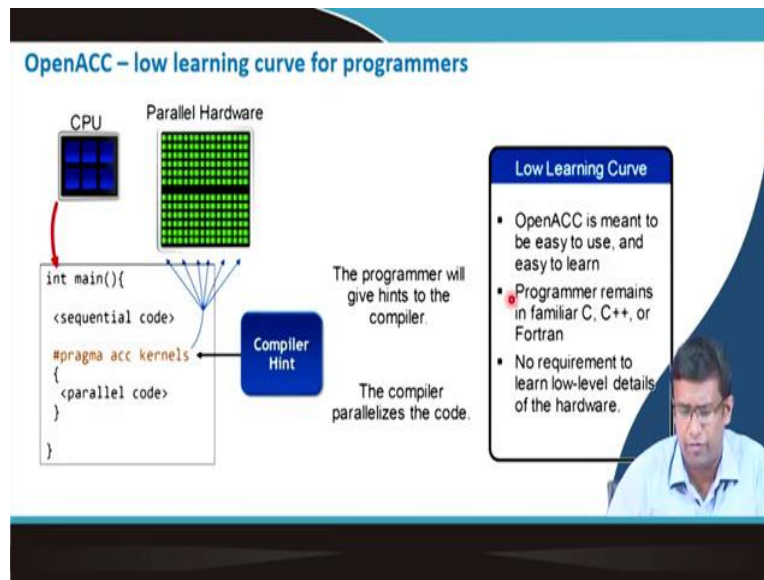 OpenACC – low learning curve for programmers
CPU
Parallel Hardware
int main(){
<sequential code>
#pragma acc kernels
{
<parallel code>
}
}
Compiler
Hint
The programmer will
give hints to the
compiler.
The compiler
parallelizes the code.
Low Learning Curve
▪ OpenACC is meant to
be easy to use, and
easy to learn
▪ Programmer remains
in familiar C, C++, or
Fortran
▪ No requirement to
learn low-level details
of the hardware.